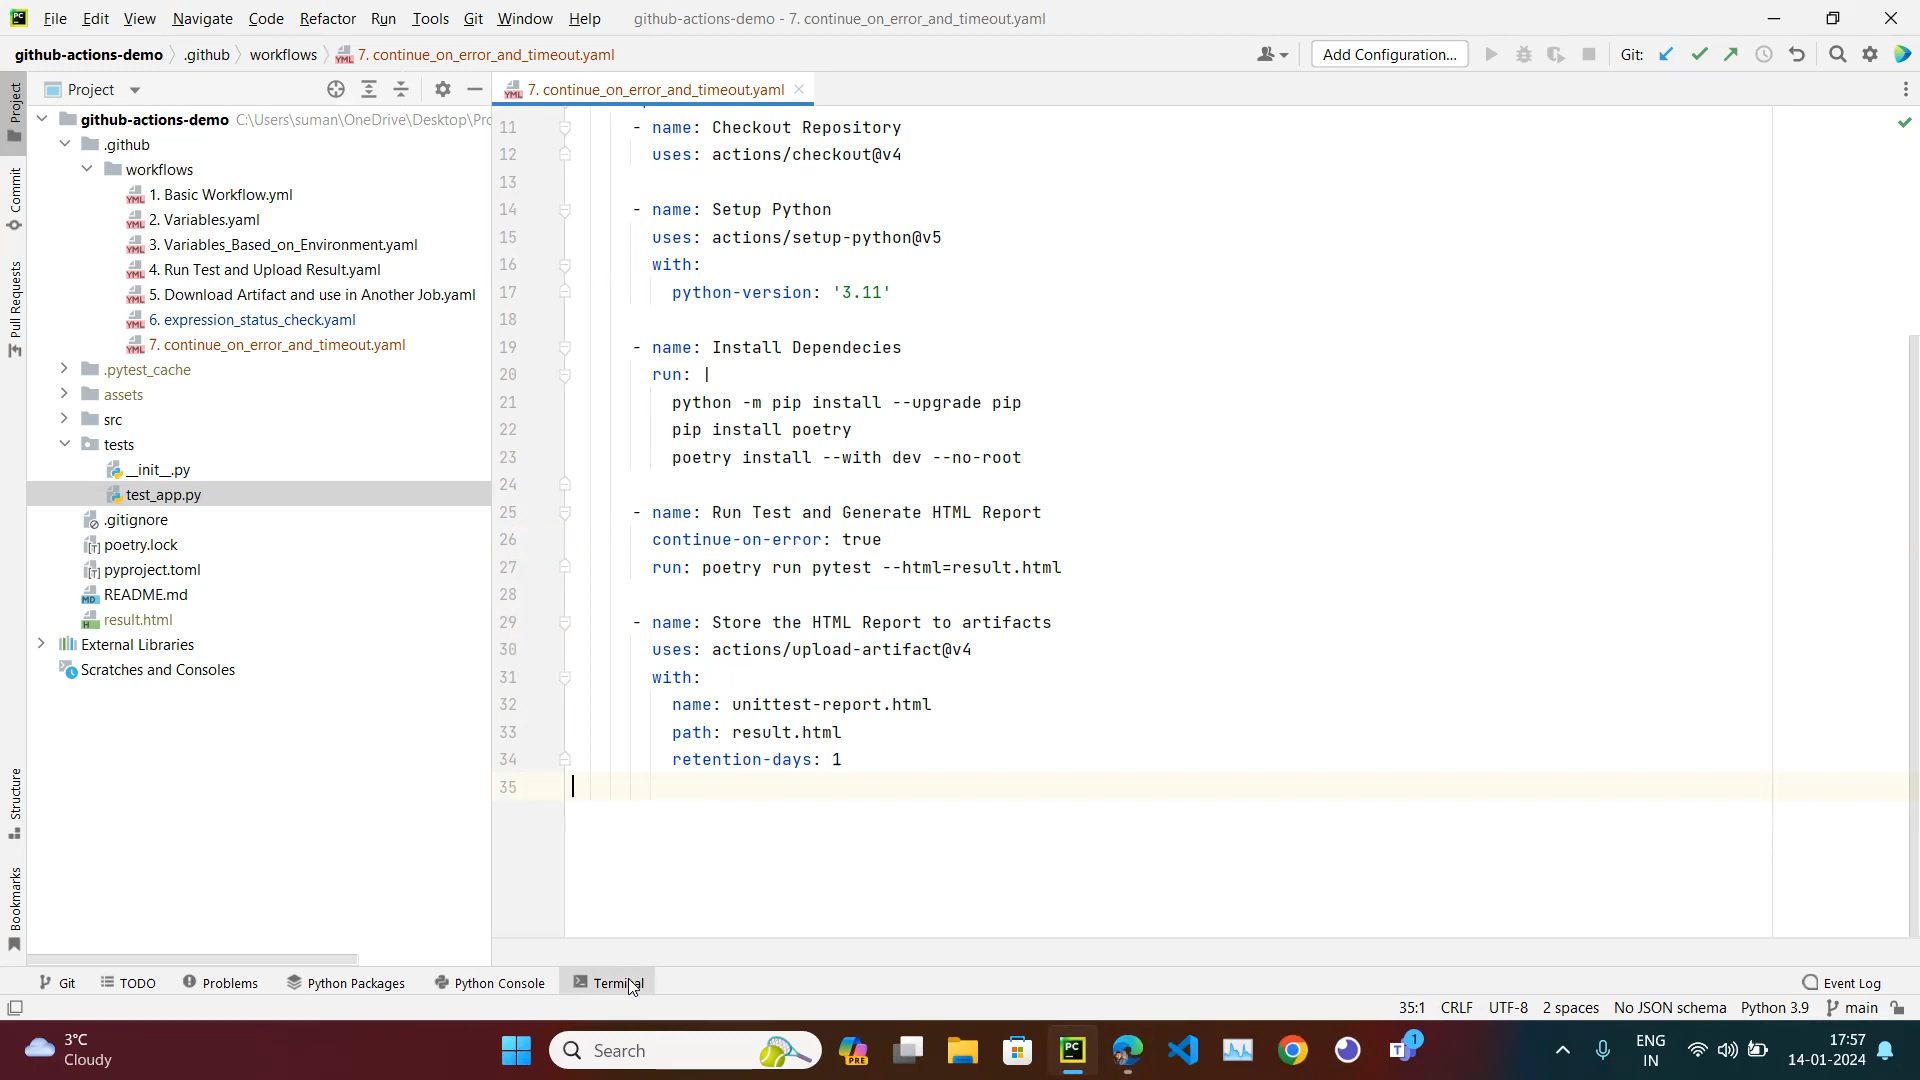 File Edit View Navigate Code Refactor Run Tools Git Window Help github-actions-demo - 7. continue_on_error_and_timeout.yaml
github-actions-demo .github workflows 7. continue_on_error_and_timeout.yaml Add Configuration... Git:
Project
7. continue_on_error_and_timeout.yaml
github-actions-demo C:\Users\suman\OneDrive\Desktop\Pro
.github
workflows
1. Basic Workflow.yml
2. Variables.yaml
3. Variables_Based_on_Environment.yaml
4. Run Test and Upload Result.yaml
5. Download Artifact and use in Another Job.yaml
6. expression_status_check.yaml
7. continue_on_error_and_timeout.yaml
.pytest_cache
assets
src
tests
__init__.py
test_app.py
.gitignore
poetry.lock
pyproject.toml
README.md
result.html
External Libraries
Scratches and Consoles
Project
Commit
Pull Requests
Structure
Bookmarks
11 - name: Checkout Repository
12 uses: actions/checkout@v4
13
14 - name: Setup Python
15 uses: actions/setup-python@v5
16 with:
17 python-version: '3.11'
18
19 - name: Install Dependecies
20 run: |
21 python -m pip install --upgrade pip
22 pip install poetry
23 poetry install --with dev --no-root
24
25 - name: Run Test and Generate HTML Report
26 continue-on-error: true
27 run: poetry run pytest --html=result.html
28
29 - name: Store the HTML Report to artifacts
30 uses: actions/upload-artifact@v4
31 with:
32 name: unittest-report.html
33 path: result.html
34 retention-days: 1
35
Git TODO Problems Python Packages Python Console Terminal Event Log
35:1 CRLF UTF-8 2 spaces No JSON schema Python 3.9 main
3°C
Cloudy
Search
PRE
PC
1
ENG
IN
17:57
14-01-2024